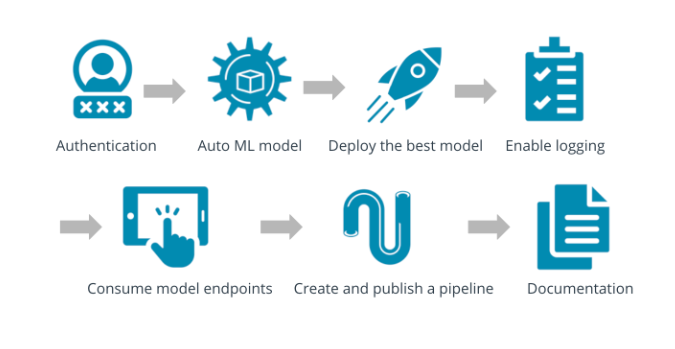 Authentication
Auto ML model
Deploy the best model
Enable logging
Consume model endpoints
Create and publish a pipeline
Documentation